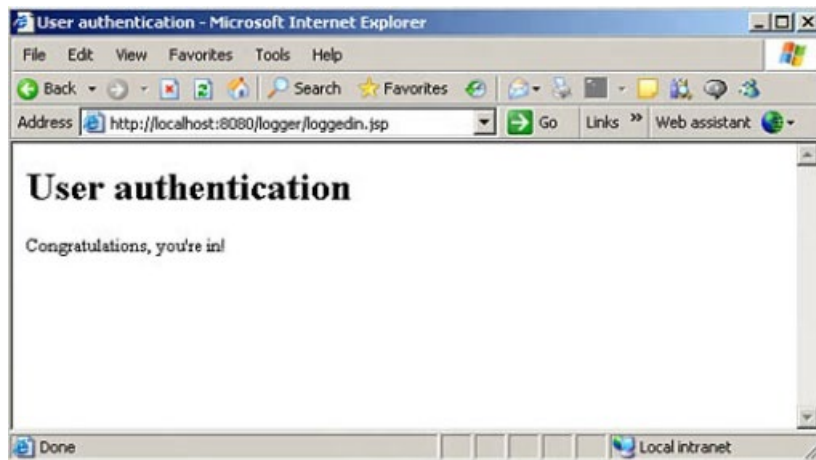 User authentication - Microsoft Internet Explorer
File Edit View Favorites Tools Help
Back Search Favorites
Address http://localhost:8080/logger/loggedin.jsp Go Links » Web assistant
User authentication
Congratulations, you're in!
Done Local intranet